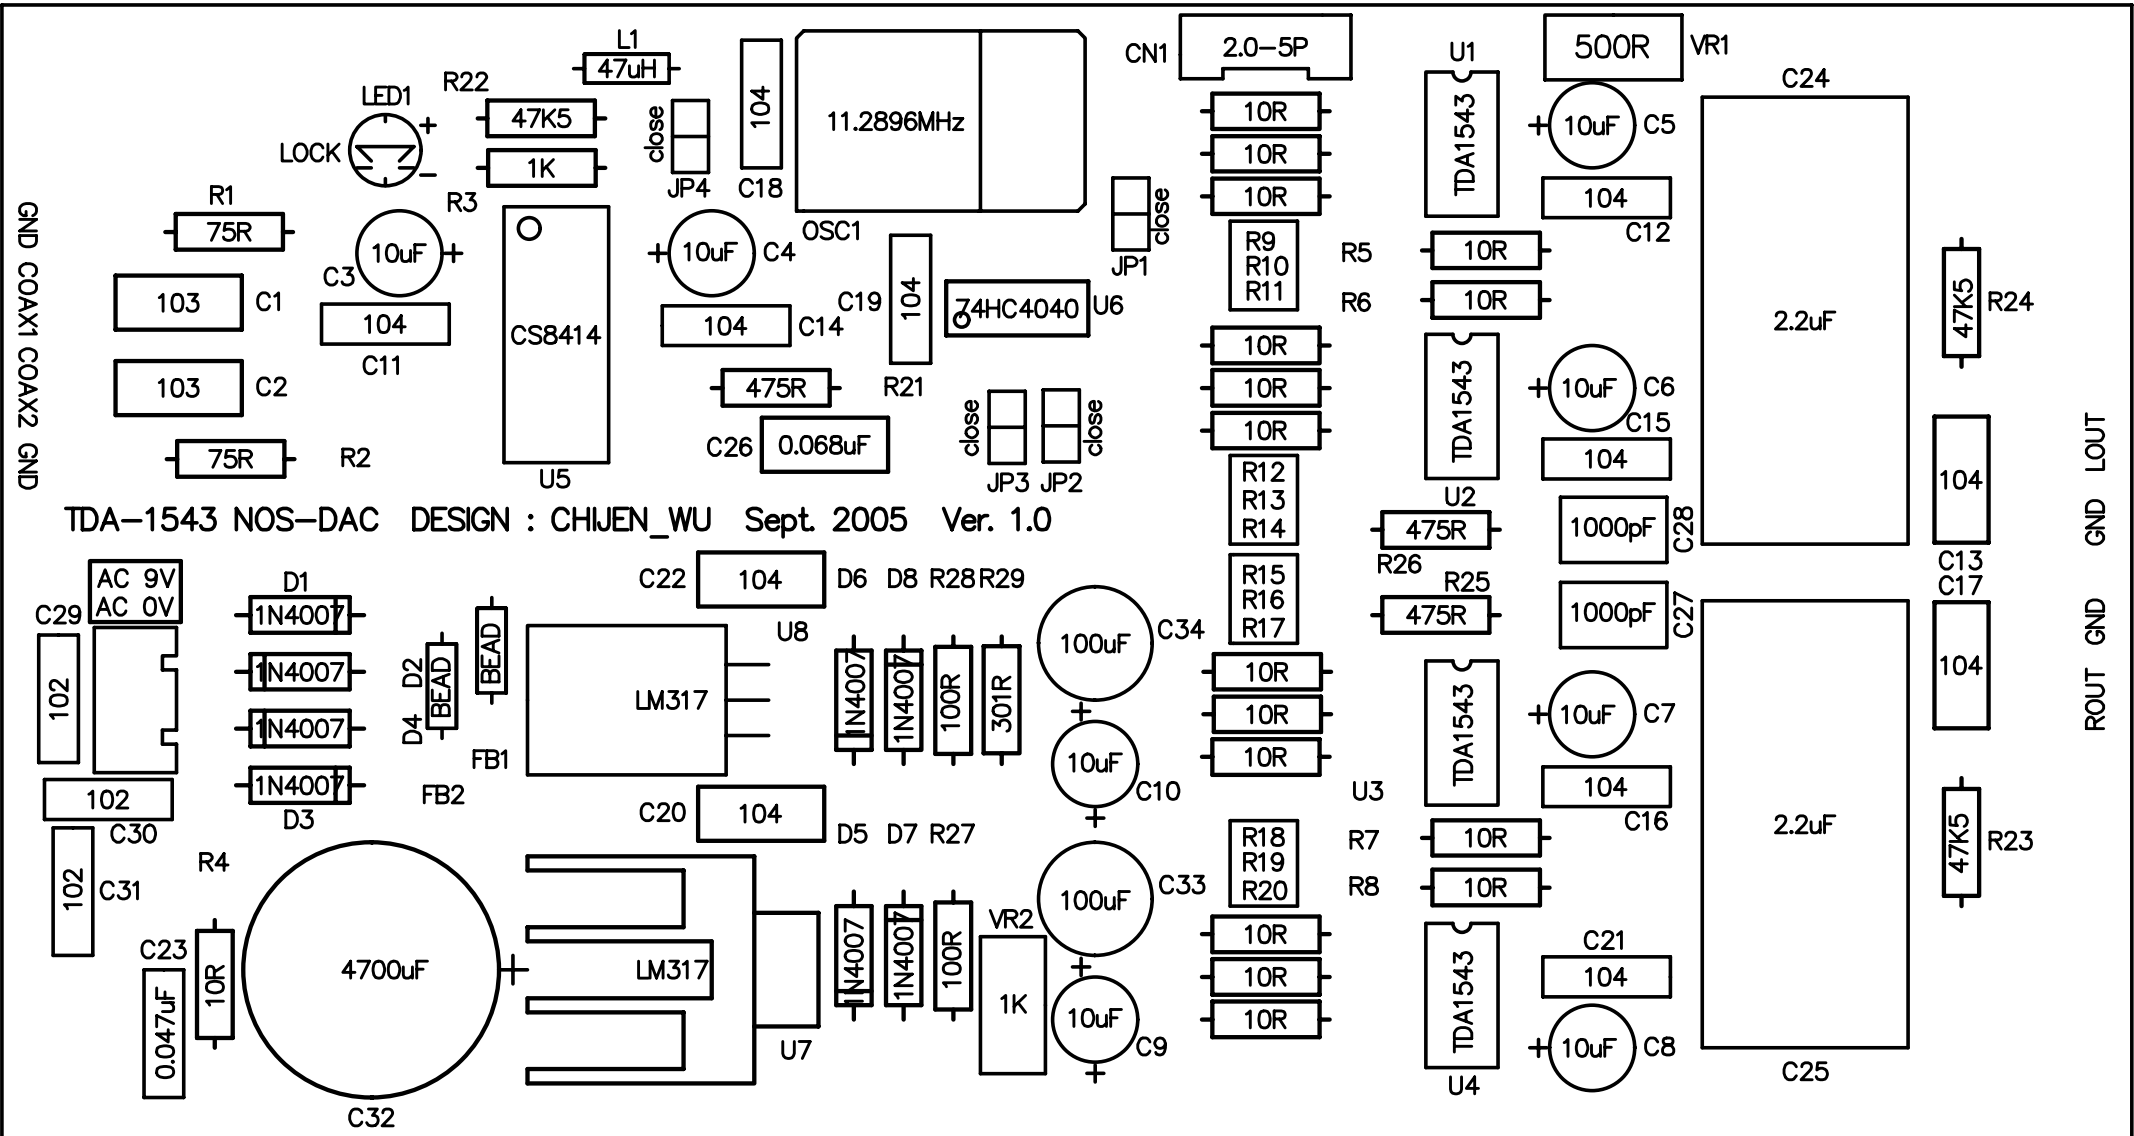 L1
47uH
R22
47K5
1K
R3
LED1
LOCK
+
−
close
JP4
104
C18
11.2896MHz
OSC1
CN1
2.0−5P
U1
TDA1543
500R
VR1
10uF
+
C5
104
C12
C24
2.2uF
10R
10R
10R
R9
R10
R11
close
JP1
R5
10R
R6
10R
R1
75R
GND COAX1 COAX2 GND
103
C1
103
C2
75R
R2
10uF
+
C3
104
C11
CS8414
U5
+
10uF
C4
104
C14
475R
R21
C26
0.068uF
C19
104
74HC4040
U6
close
JP3
JP2
close
10R
10R
10R
R12
R13
R14
TDA1543
U2
+
10uF
C6
C15
104
47K5
R24
104
C13
LOUT
GND
TDA−1543 NOS−DAC DESIGN : CHIJEN_WU Sept. 2005 Ver. 1.0
475R
R26
1000pF
C28
R25
475R
1000pF
C27
C17
104
GND
ROUT
AC 9V
AC 0V
C29
102
102
C30
102
C31
D1
1N4007
1N4007
1N4007
1N4007
D3
D2
D4
BEAD
BEAD
FB1
FB2
C22
104
U8
LM317
C20
104
D6
D8
R28
R29
1N4007
1N4007
100R
301R
100uF
C34
+
10uF
C10
+
R15
R16
R17
10R
10R
10R
U3
TDA1543
+
10uF
C7
104
C16
2.2uF
C25
47K5
R23
R7
10R
R8
10R
R18
R19
R20
10R
10R
10R
R4
10R
C23
0.047uF
4700uF
+
C32
LM317
U7
D5
D7
R27
1N4007
1N4007
100R
VR2
1K
100uF
C33
+
10uF
C9
+
TDA1543
U4
C21
104
+
10uF
C8